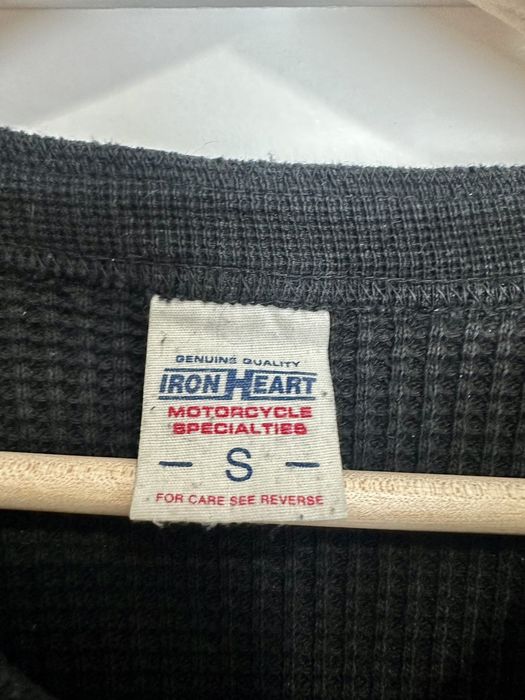 GENUINE QUALITY
IRON HEART
MOTORCYCLE
SPECIALTIES
- S -
FOR CARE SEE REVERSE